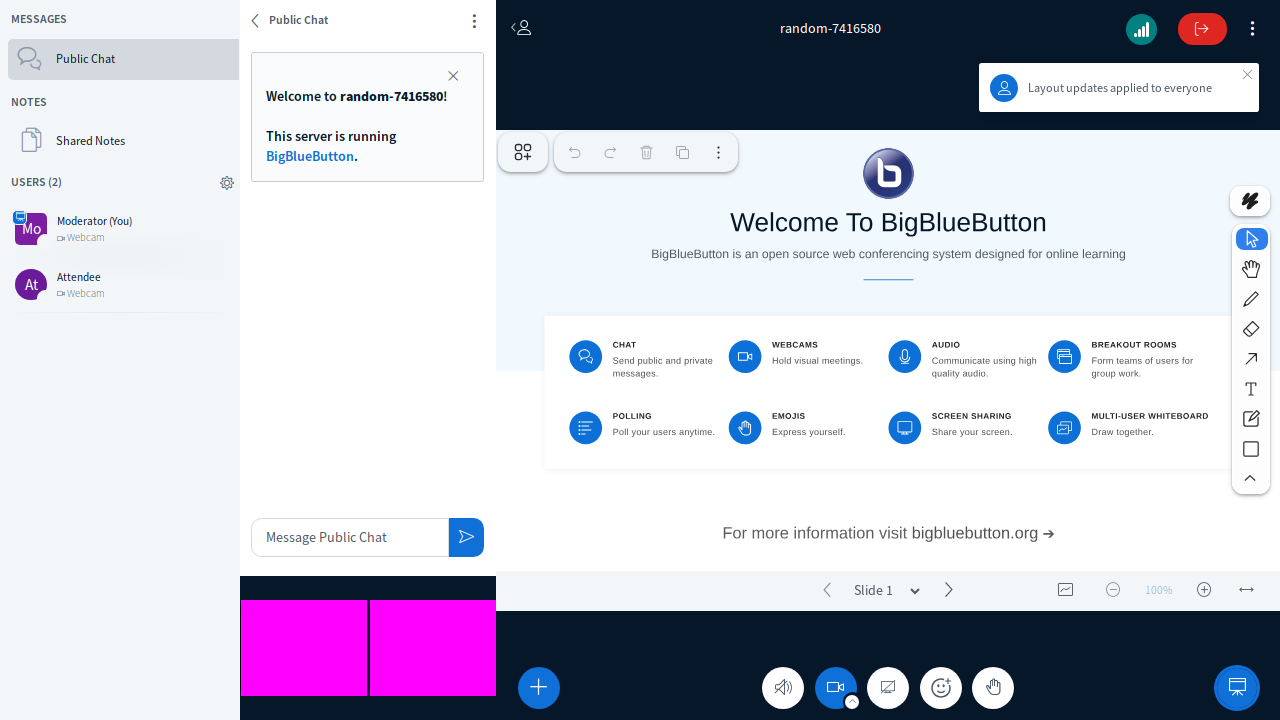 MESSAGES
Public Chat
NOTES
Shared Notes
USERS (2)
Mo
Moderator (You)
Webcam
At
Attendee
Webcam
Public Chat
Welcome to random-7416580!
This server is running
BigBlueButton.
Message Public Chat
random-7416580
Layout updates applied to everyone
Welcome To BigBlueButton
BigBlueButton is an open source web conferencing system designed for online learning
CHAT
Send public and private
messages.
WEBCAMS
Hold visual meetings.
AUDIO
Communicate using high
quality audio.
BREAKOUT ROOMS
Form teams of users for
group work.
POLLING
Poll your users anytime.
EMOJIS
Express yourself.
SCREEN SHARING
Share your screen.
MULTI-USER WHITEBOARD
Draw together.
For more information visit bigbluebutton.org →
Slide 1
100%